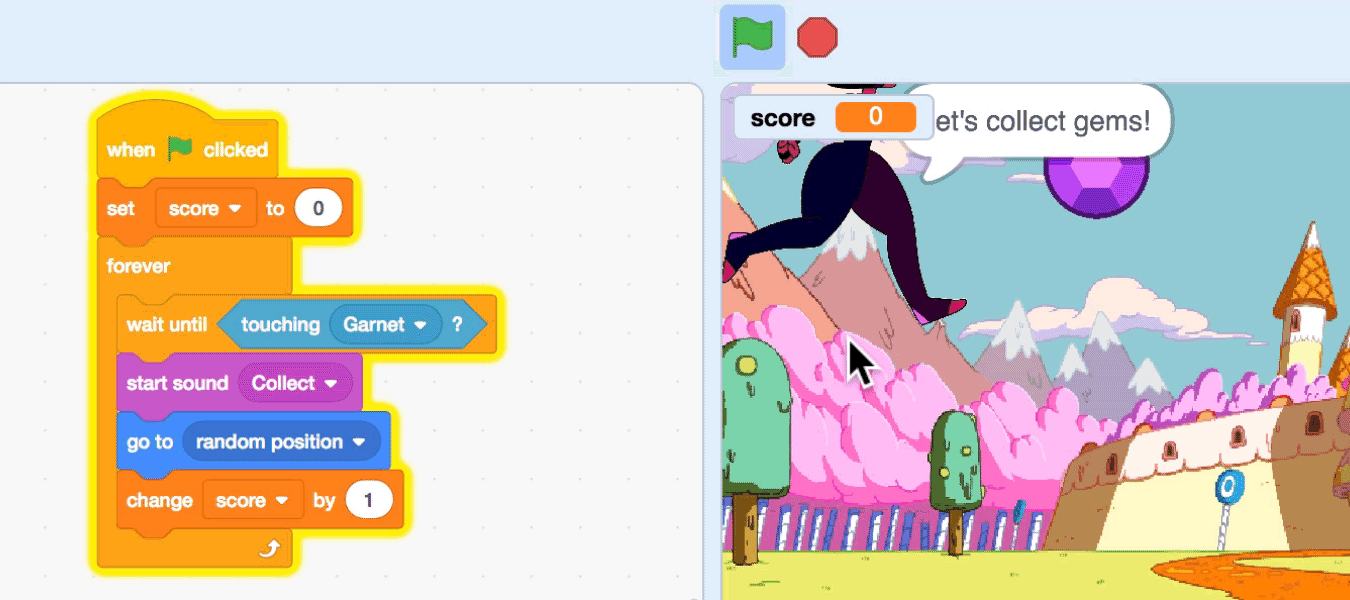 when clicked
set score to 0
forever
wait until touching Garnet ?
start sound Collect
go to random position
change score by 1
score 0
et's collect gems!